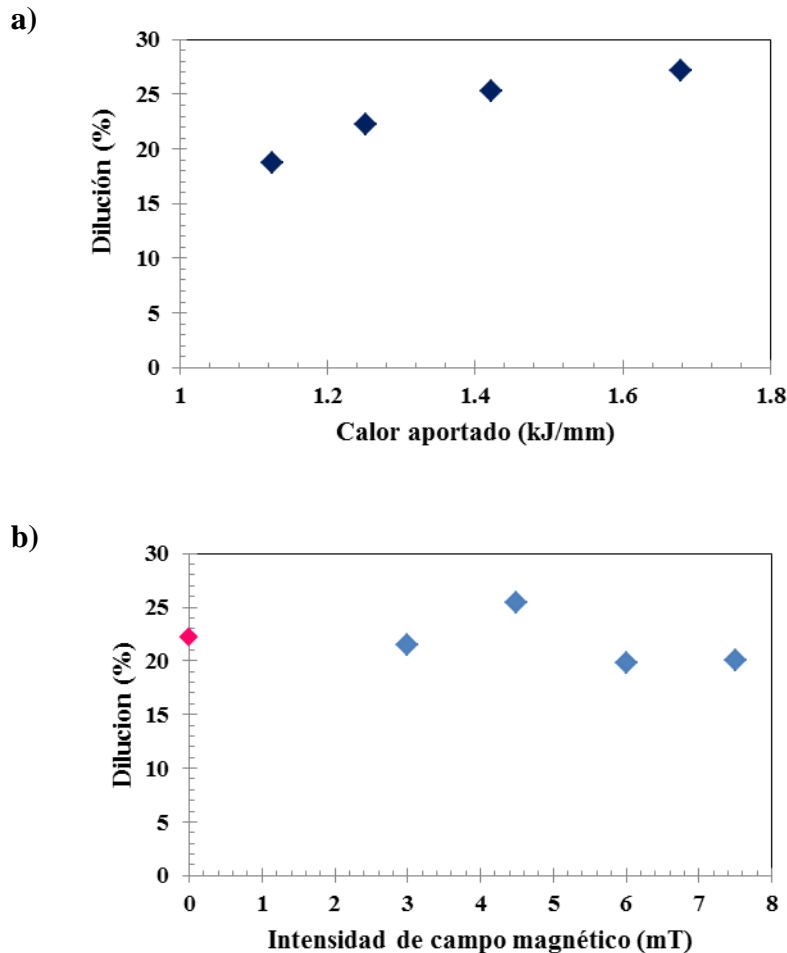 a)
30
25
20
15
10
5
0
Dilución (%)
1 1.2 1.4 1.6 1.8
Calor aportado (kJ/mm)
b)
30
25
20
15
10
5
0
Dilucion (%)
0 1 2 3 4 5 6 7 8
Intensidad de campo magnético (mT)